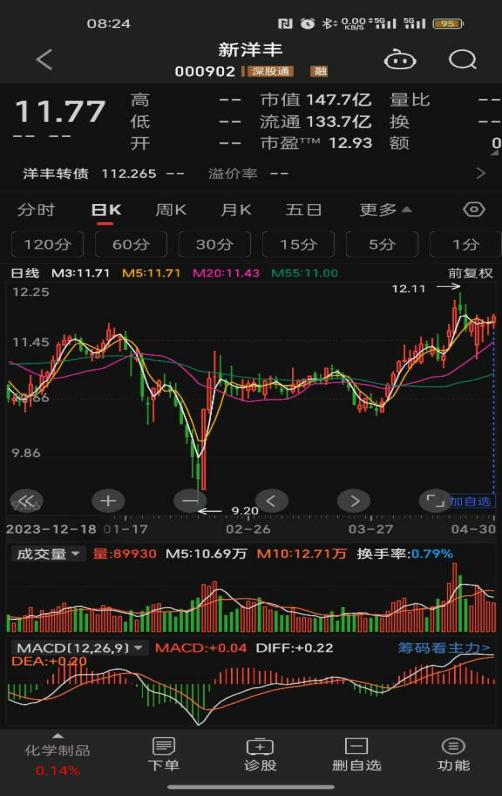 08:24 0.00 KB/S 5G 5G 95
新洋丰
000902 深股通 融
11.77 高 -- 市值 147.7亿 量比 --
低 -- 流通 133.7亿 换 --
-- -- 开 -- 市盈TM 12.93 额 0
洋丰转债 112.265 -- 溢价率 --
分时 日K 周K 月K 五日 更多
120分 60分 30分 15分 5分 1分
日线 M3:11.71 M5:11.71 M20:11.43 M55:11.00 前复权
12.25
12.11
11.45
9.86
加自选
9.20
2023-12-18 01-17 02-26 03-27 04-30
成交量 量:89930 M5:10.69万 M10:12.71万 换手率:0.79%
MACD[12,26,9] MACD:+0.04 DIFF:+0.22 筹码看主力>
DEA:+0.20
化学制品 下单 诊股 删自选 功能
0.14%